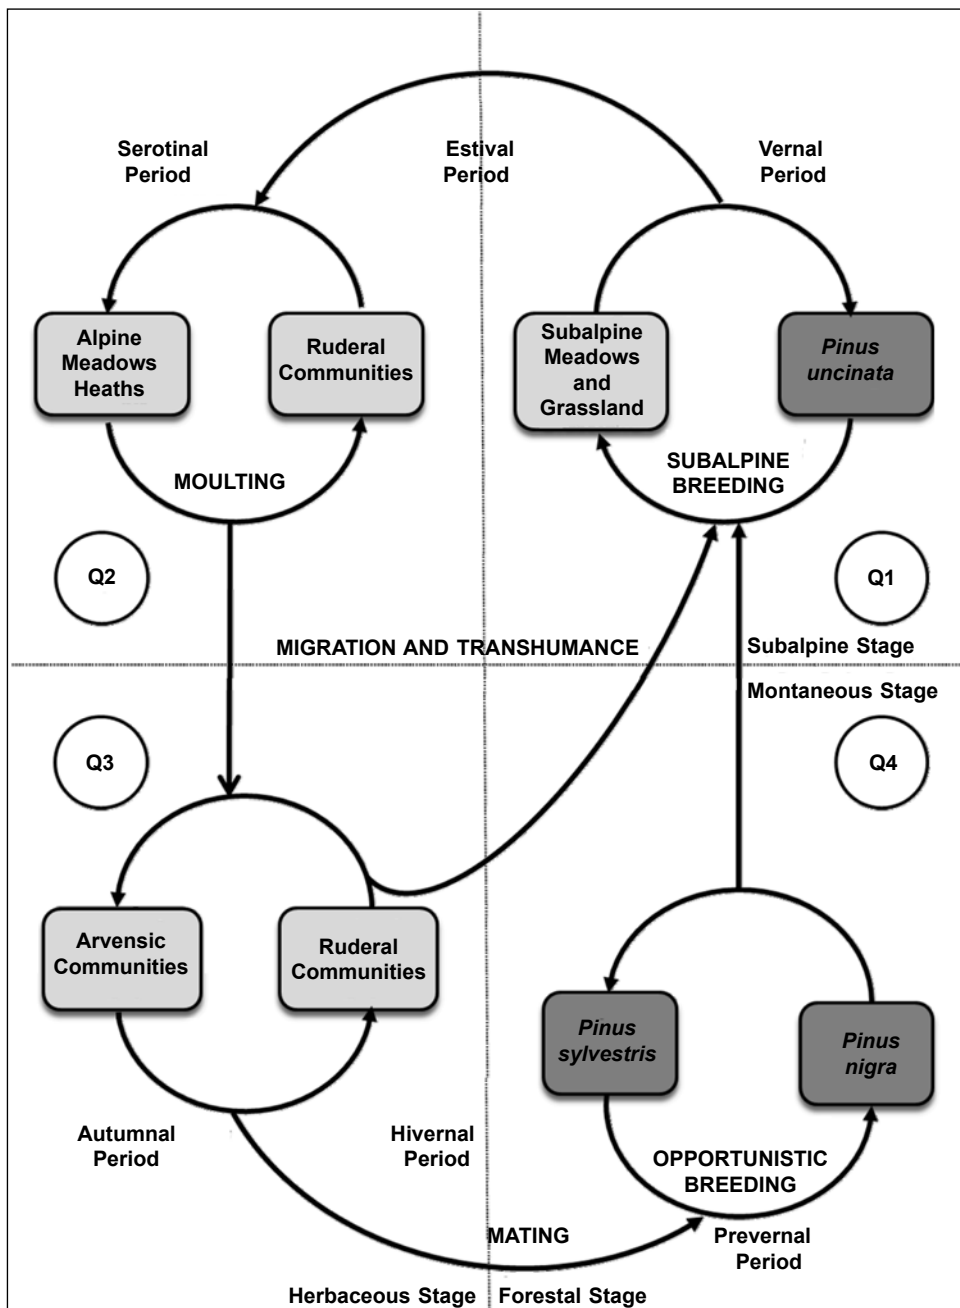 Serotinal
Period
Estival
Period
Vernal
Period
Alpine
Meadows
Heaths
Ruderal
Communities
MOULTING
Subalpine
Meadows
and
Grassland
Pinus
uncinata
SUBALPINE
BREEDING
Q2
Q1
MIGRATION AND TRANSHUMANCE
Subalpine Stage
Montaneous Stage
Q3
Q4
Arvensic
Communities
Ruderal
Communities
Pinus
sylvestris
Pinus
nigra
Autumnal
Period
Hivernal
Period
OPPORTUNISTIC
BREEDING
MATING
Prevernal
Period
Herbaceous Stage
Forestal Stage